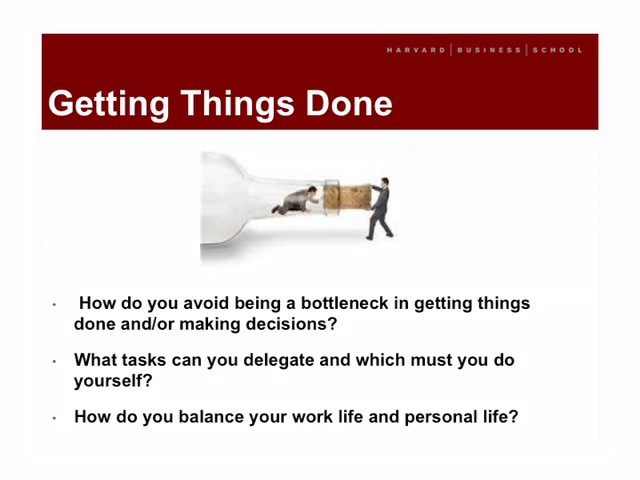 HARVARD | BUSINESS | SCHOOL
Getting Things Done
• How do you avoid being a bottleneck in getting things
done and/or making decisions?
• What tasks can you delegate and which must you do
yourself?
• How do you balance your work life and personal life?